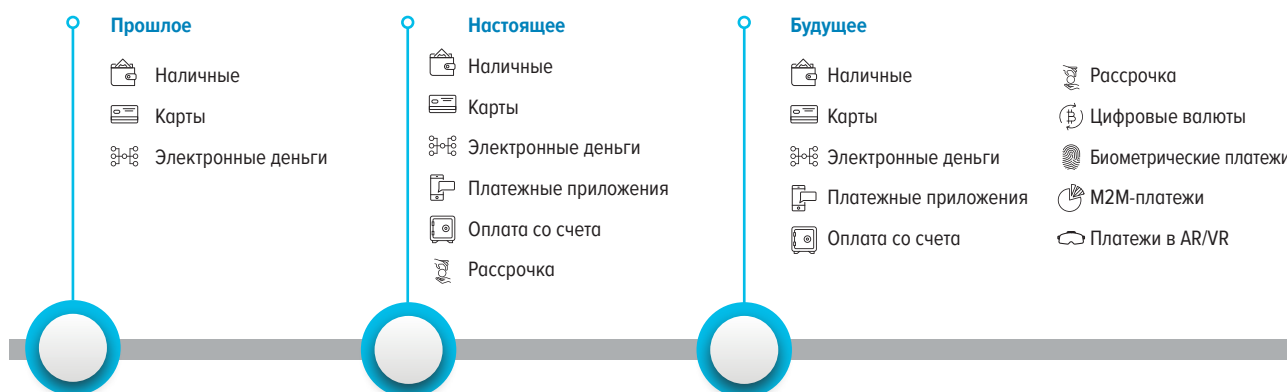 Прошлое
Наличные
Карты
Электронные деньги
Настоящее
Наличные
Карты
Электронные деньги
Платежные приложения
Оплата со счета
Рассрочка
Будущее
Наличные
Карты
Электронные деньги
Платежные приложения
Оплата со счета
Рассрочка
Цифровые валюты
Биометрические платежи
М2М-платежи
Платежи в AR/VR